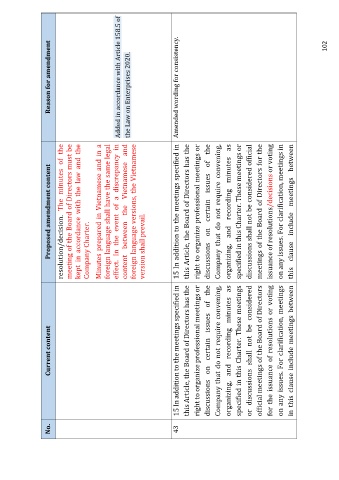 No.
Current content
Proposed amendment content
Reason for amendment
resolution/decision. The minutes of the
meeting of the Board of Directors must be
kept in accordance with the law and the
Company Charter.
Minutes prepared in Vietnamese and in a
foreign language shall have the same legal
effect. In the event of a discrepancy in
content between the Vietnamese and
foreign language versions, the Vietnamese
version shall prevail.
Added in accordance with Article 158.5 of
the Law on Enterprises 2020.
43
15 In addition to the meetings specified in
this Article, the Board of Directors has the
right to organize professional meetings or
discussions on certain issues of the
Company that do not require convening,
organizing, and recording minutes as
specified in this Charter. These meetings
or discussions shall not be considered
official meetings of the Board of Directors
for the issuance of resolutions or voting
on any issues. For clarification, meetings
in this clause include meetings between
15 In addition to the meetings specified in
this Article, the Board of Directors has the
right to organize professional meetings or
discussions on certain issues of the
Company that do not require convening,
organizing, and recording minutes as
specified in this Charter. These meetings or
discussions shall not be considered official
meetings of the Board of Directors for the
issuance of resolutions/decisions or voting
on any issues. For clarification, meetings in
this clause include meetings between
Amended wording for consistency.
102